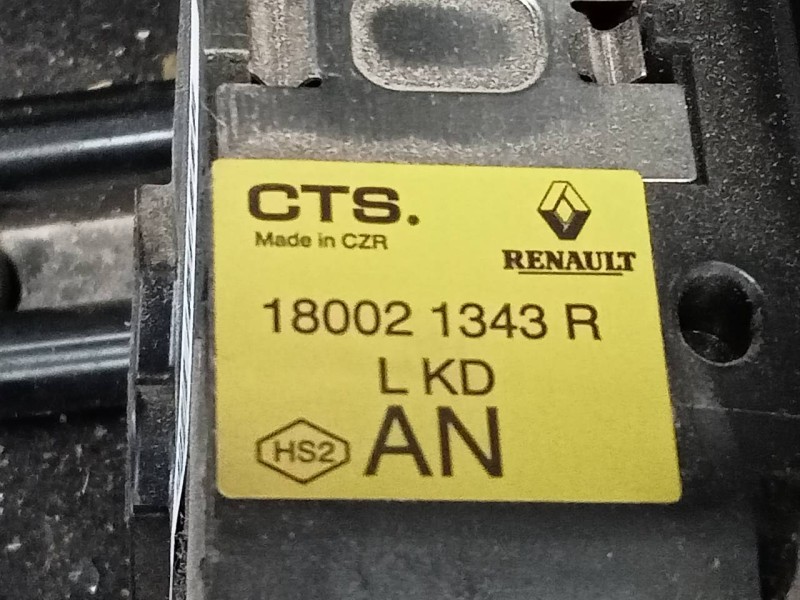 CTS.
Made in CZR
RENAULT
18002 1343 R
L KD
HS2
AN